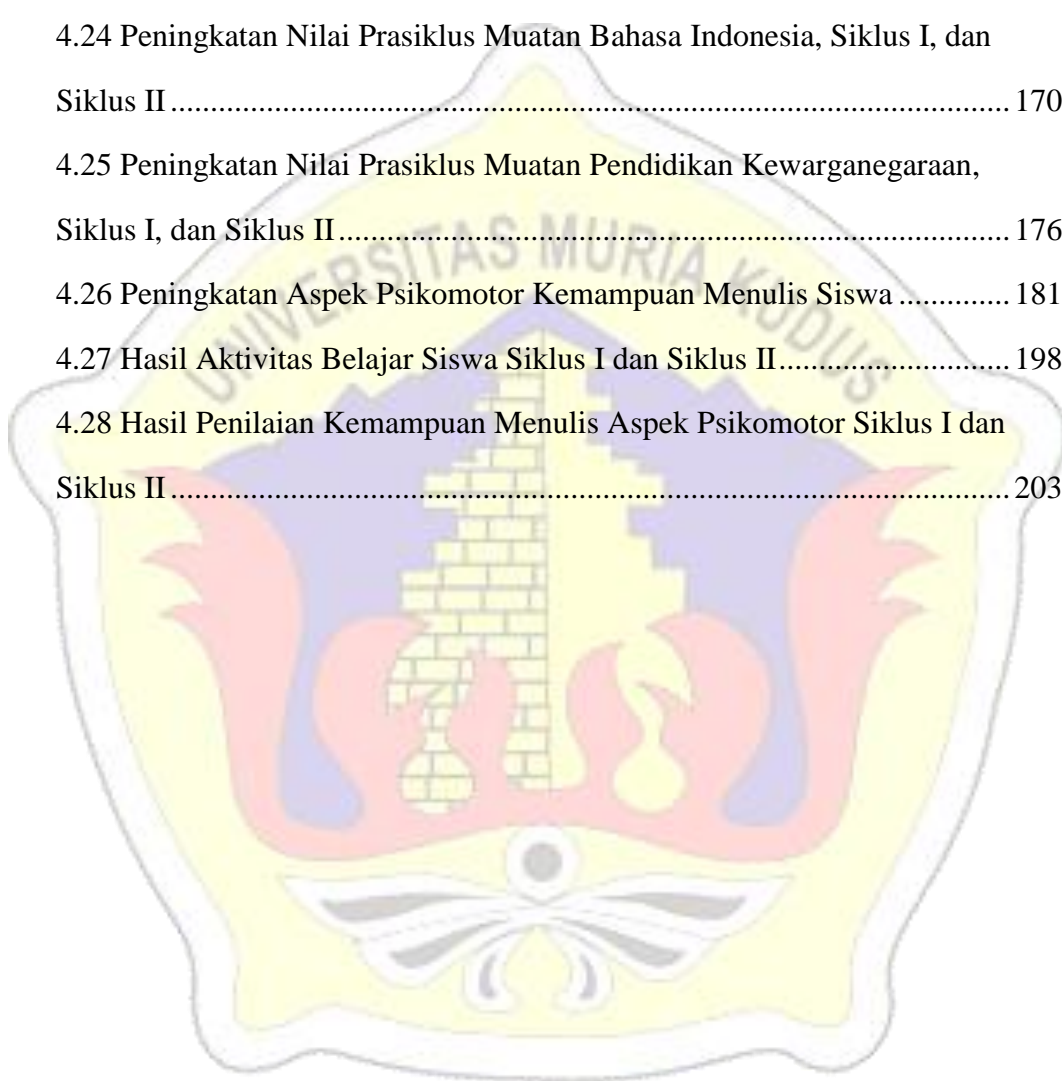 4.24 Peningkatan Nilai Prasiklus Muatan Bahasa Indonesia, Siklus I, dan
Siklus II ........................................................................................................ 170
4.25 Peningkatan Nilai Prasiklus Muatan Pendidikan Kewarganegaraan,
Siklus I, dan Siklus II ................................................................................... 176
4.26 Peningkatan Aspek Psikomotor Kemampuan Menulis Siswa .............. 181
4.27 Hasil Aktivitas Belajar Siswa Siklus I dan Siklus II ............................. 198
4.28 Hasil Penilaian Kemampuan Menulis Aspek Psikomotor Siklus I dan
Siklus II ........................................................................................................ 203
UNIVERSITAS MURIA KUDUS